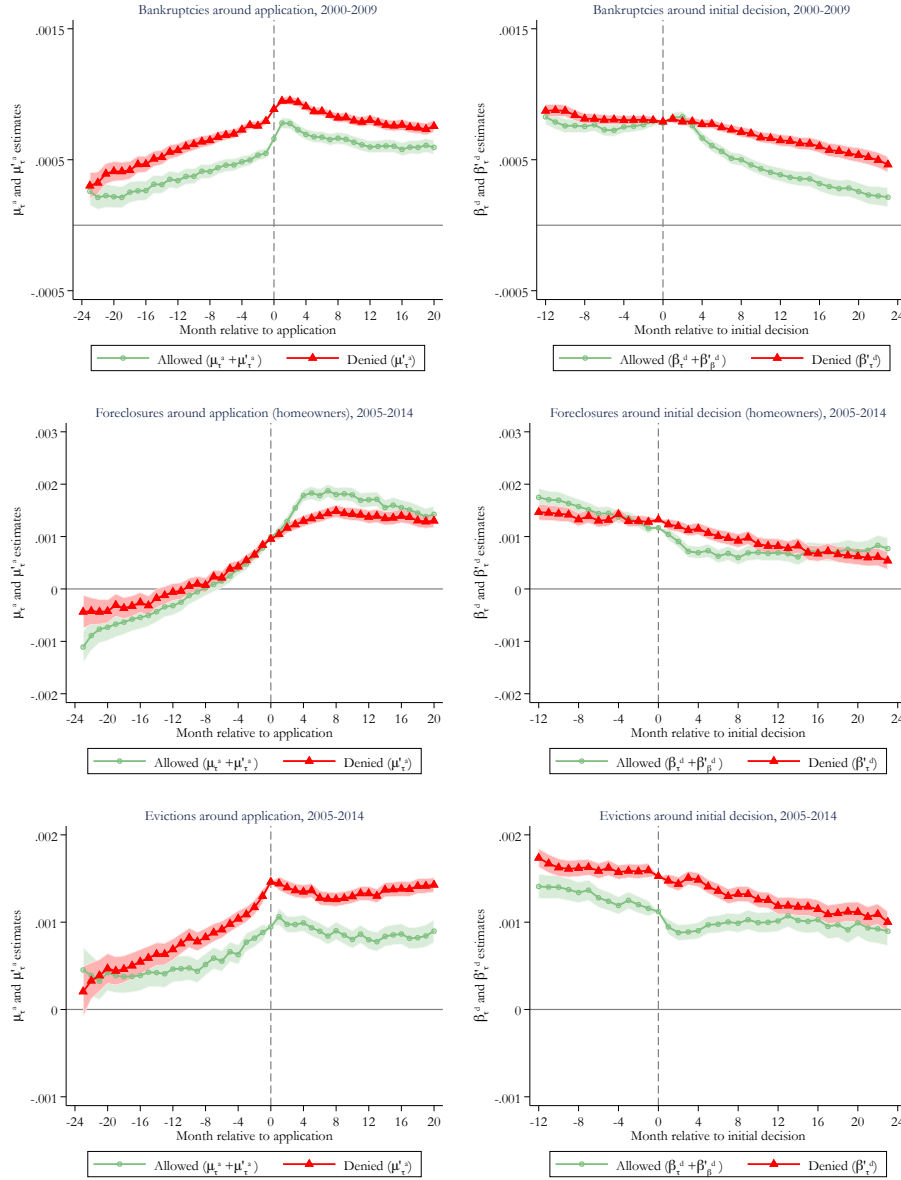 Bankruptcies around application, 2000-2009
μτᵃ and μ'τᵃ estimates
.0015
.0005
-.0005
-24 -20 -16 -12 -8 -4 0 4 8 12 16 20
Month relative to application
Allowed (μτᵃ +μ'τᵃ) Denied (μ'τᵃ)
Bankruptcies around initial decision, 2000-2009
βτᵈ and β'τᵈ estimates
.0015
.0005
-.0005
-12 -8 -4 0 4 8 12 16 20 24
Month relative to initial decision
Allowed (βτᵈ +β'βᵈ) Denied (β'τᵈ)
Foreclosures around application (homeowners), 2005-2014
μτᵃ and μ'τᵃ estimates
.003
.002
.001
0
-.001
-.002
-24 -20 -16 -12 -8 -4 0 4 8 12 16 20
Month relative to application
Allowed (μτᵃ +μ'τᵃ) Denied (μ'τᵃ)
Foreclosures around initial decision (homeowners), 2005-2014
βτᵈ and β'τᵈ estimates
.003
.002
.001
0
-.001
-.002
-12 -8 -4 0 4 8 12 16 20 24
Month relative to initial decision
Allowed (βτᵈ +β'βᵈ) Denied (β'τᵈ)
Evictions around application, 2005-2014
μτᵃ and μ'τᵃ estimates
.002
.001
0
-.001
-24 -20 -16 -12 -8 -4 0 4 8 12 16 20
Month relative to application
Allowed (μτᵃ +μ'τᵃ) Denied (μ'τᵃ)
Evictions around initial decision, 2005-2014
βτᵈ and β'τᵈ estimates
.002
.001
0
-.001
-12 -8 -4 0 4 8 12 16 20 24
Month relative to initial decision
Allowed (βτᵈ +β'βᵈ) Denied (β'τᵈ)